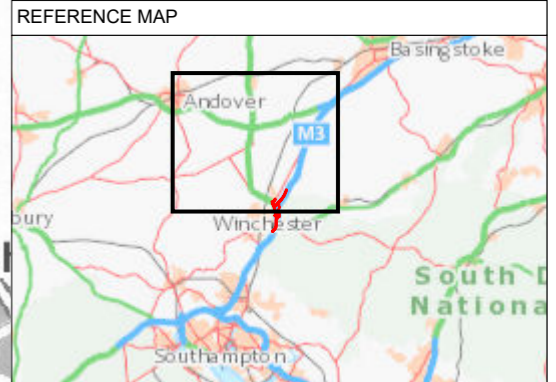 REFERENCE MAP
Basingstoke
Andover
M3
bury
Winchester
South D
Nationa
Southampton